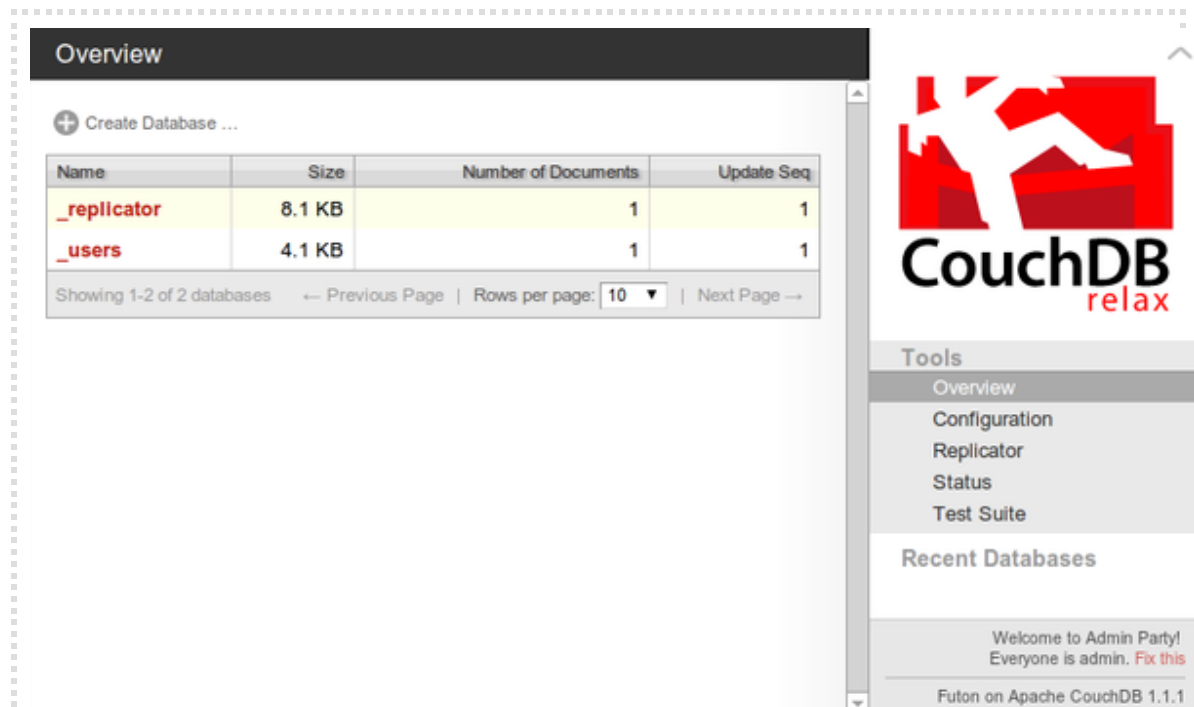 Overview
Create Database ...
Name Size Number of Documents Update Seq
_replicator 8.1 KB 1 1
_users 4.1 KB 1 1
Showing 1-2 of 2 databases ← Previous Page | Rows per page: 10 ▼ | Next Page →
CouchDB
relax
Tools
Overview
Configuration
Replicator
Status
Test Suite
Recent Databases
Welcome to Admin Party!
Everyone is admin. Fix this
Futon on Apache CouchDB 1.1.1